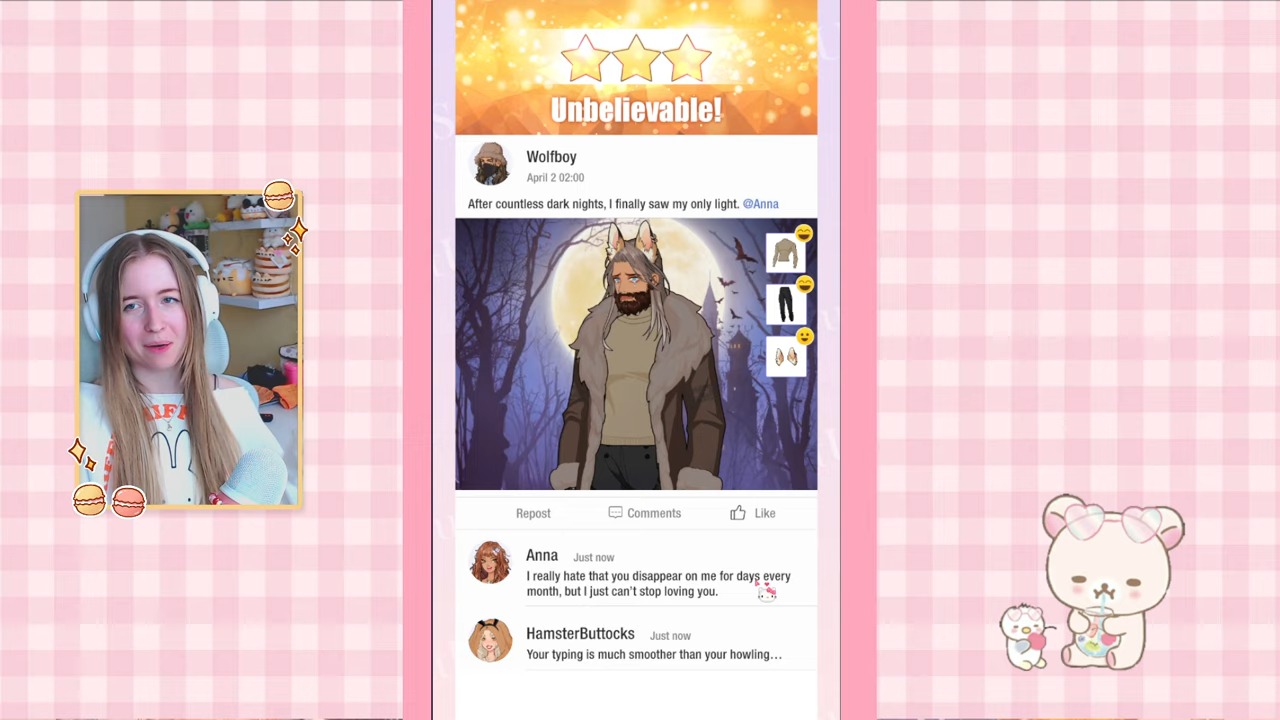 Unbelievable!
Wolfboy
April 2 02:00
After countless dark nights, I finally saw my only light. @Anna
Repost
Comments
Like
Anna Just now
I really hate that you disappear on me for days every
month, but I just can't stop loving you.
HamsterButtocks Just now
Your typing is much smoother than your howling...